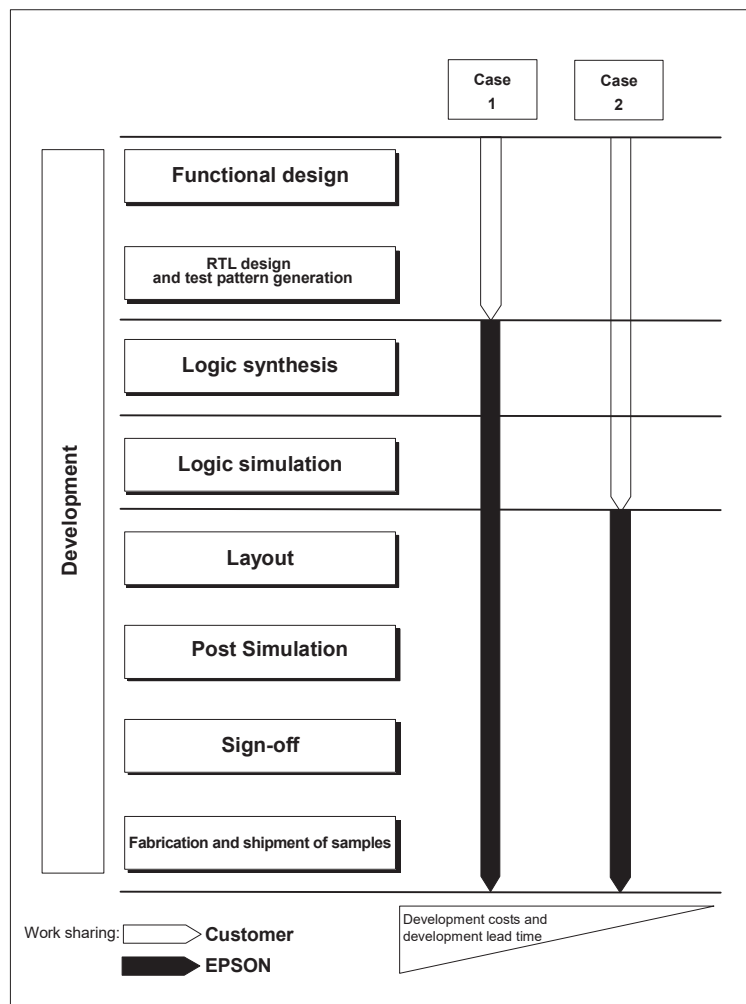 Case
1
Case
2
Development
Functional design
RTL design
and test pattern generation
Logic synthesis
Logic simulation
Layout
Post Simulation
Sign-off
Fabrication and shipment of samples
Work sharing:
Customer
EPSON
Development costs and
development lead time